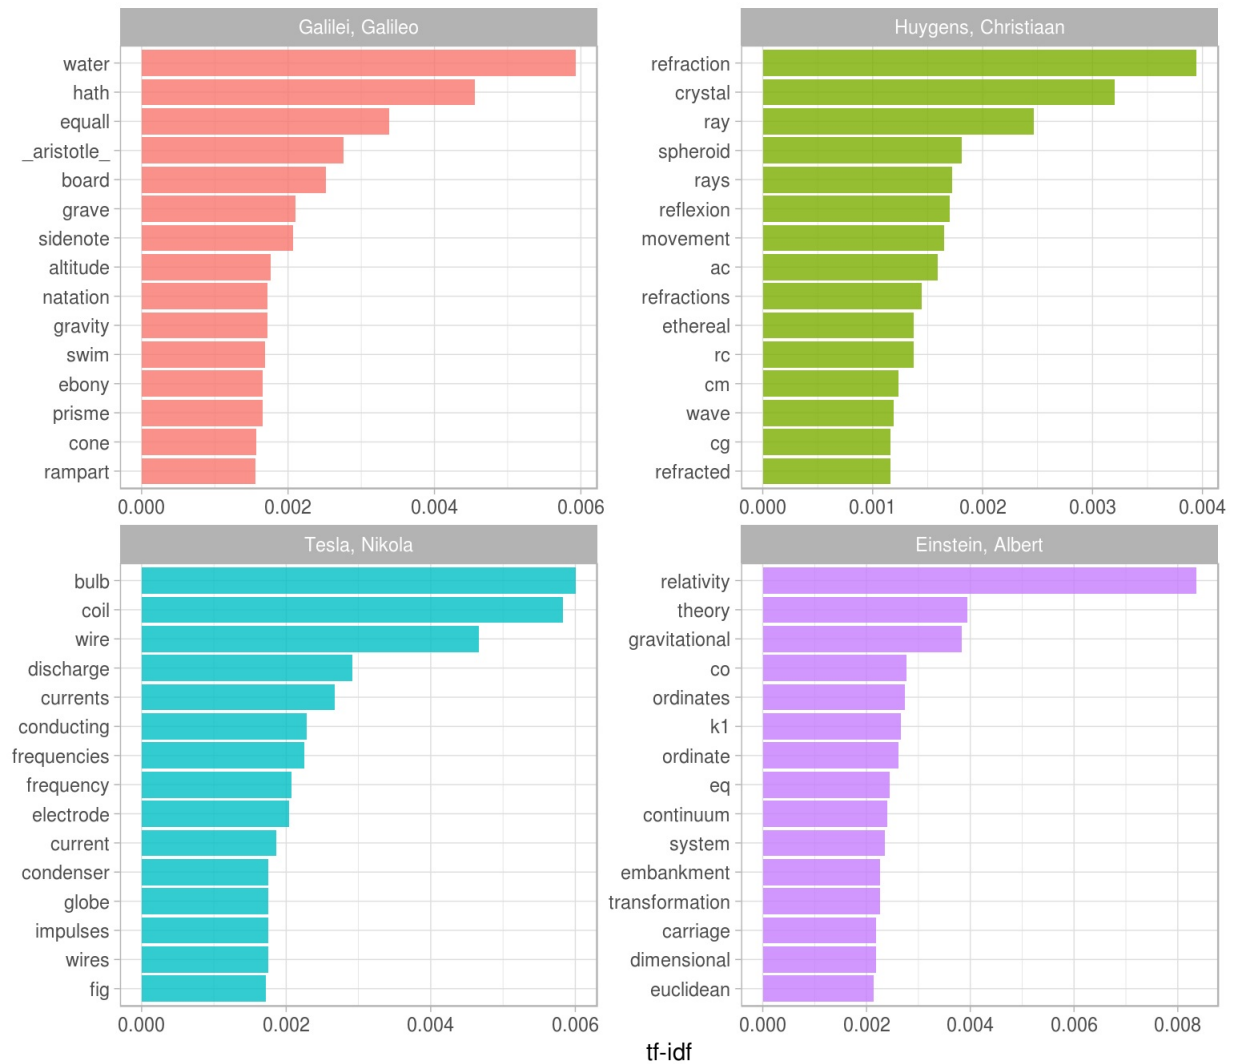 Galilei, Galileo
water
hath
equall
_aristotle_
board
grave
sidenote
altitude
natation
gravity
swim
ebony
prisme
cone
rampart
0.000 0.002 0.004 0.006
Huygens, Christiaan
refraction
crystal
ray
spheroid
rays
reflexion
movement
ac
refractions
ethereal
rc
cm
wave
cg
refracted
0.000 0.001 0.002 0.003 0.004
Tesla, Nikola
bulb
coil
wire
discharge
currents
conducting
frequencies
frequency
electrode
current
condenser
globe
impulses
wires
fig
0.000 0.002 0.004 0.006
Einstein, Albert
relativity
theory
gravitational
co
ordinates
k1
ordinate
eq
continuum
system
embankment
transformation
carriage
dimensional
euclidean
0.000 0.002 0.004 0.006 0.008
tf-idf